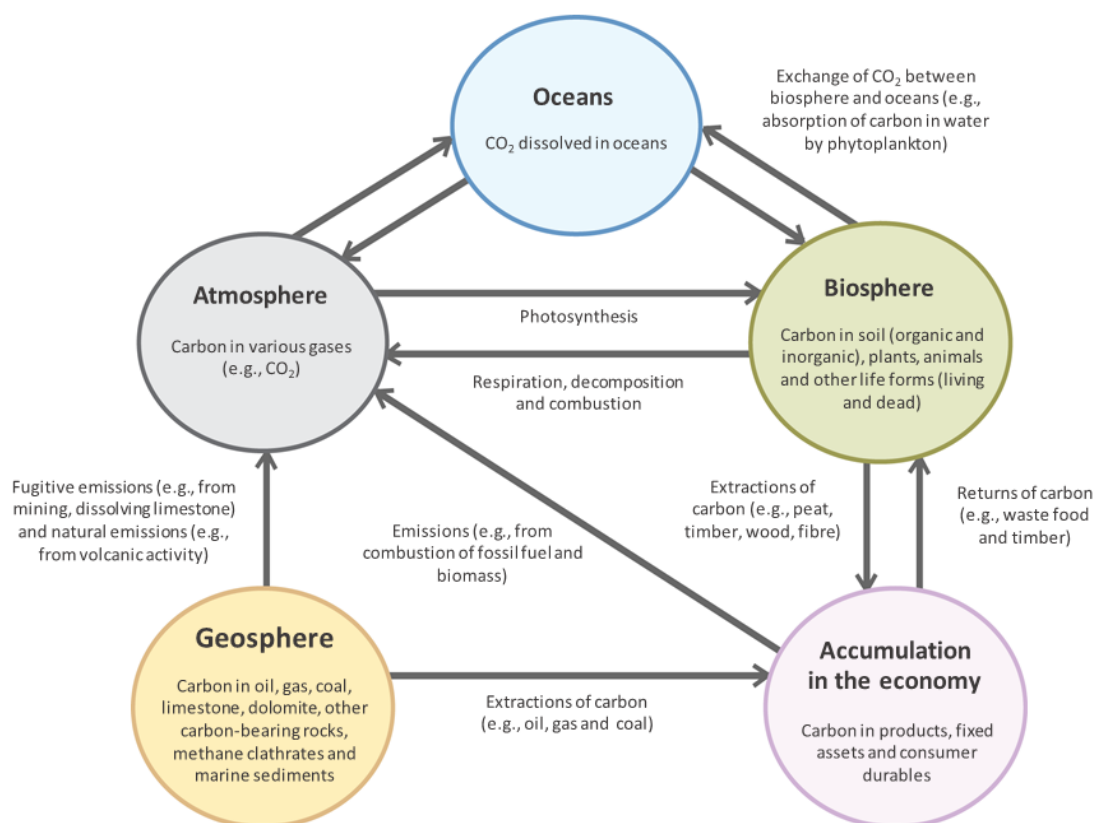 Oceans
CO₂ dissolved in oceans
Exchange of CO₂ between
biosphere and oceans (e.g.,
absorption of carbon in water
by phytoplankton)
Atmosphere
Carbon in various gases
(e.g., CO₂)
Photosynthesis
Respiration, decomposition
and combustion
Biosphere
Carbon in soil (organic and
inorganic), plants, animals
and other life forms (living
and dead)
Fugitive emissions (e.g., from
mining, dissolving limestone)
and natural emissions (e.g.,
from volcanic activity)
Emissions (e.g., from
combustion of fossil fuel and
biomass)
Extractions of
carbon (e.g., peat,
timber, wood, fibre)
Returns of carbon
(e.g., waste food
and timber)
Geosphere
Carbon in oil, gas, coal,
limestone, dolomite, other
carbon-bearing rocks,
methane clathrates and
marine sediments
Extractions of carbon
(e.g., oil, gas and coal)
Accumulation
in the economy
Carbon in products, fixed
assets and consumer
durables